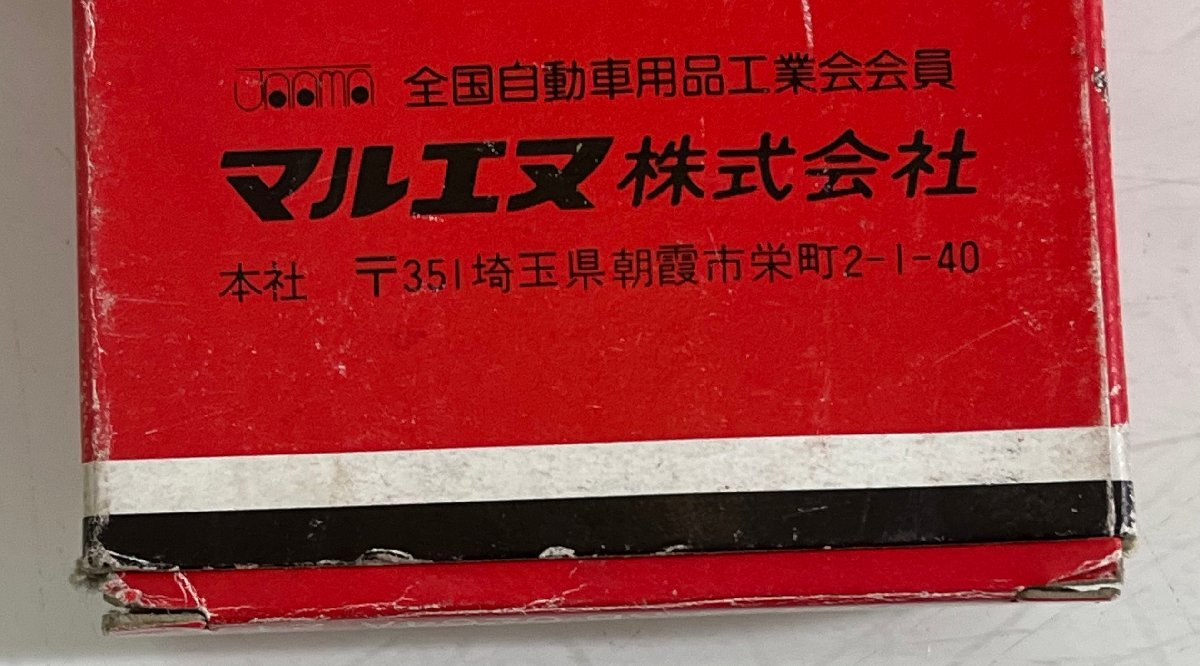 全国自動車用品工業会会員
マルエヌ株式会社
本社 〒351埼玉県朝霞市栄町2-1-40